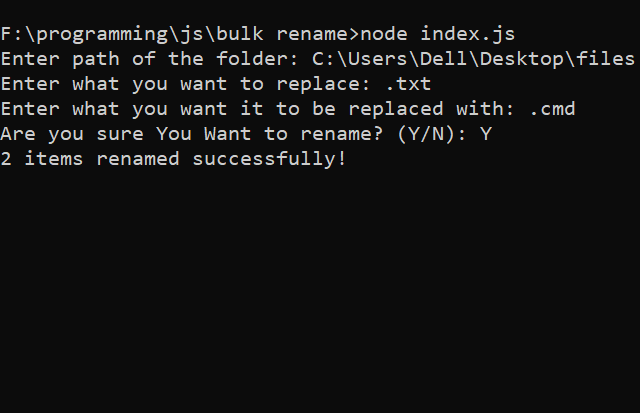 F:\programming\js\bulk rename>node index.js
Enter path of the folder: C:\Users\Dell\Desktop\files
Enter what you want to replace: .txt
Enter what you want it to be replaced with: .cmd
Are you sure You Want to rename? (Y/N): Y
2 items renamed successfully!